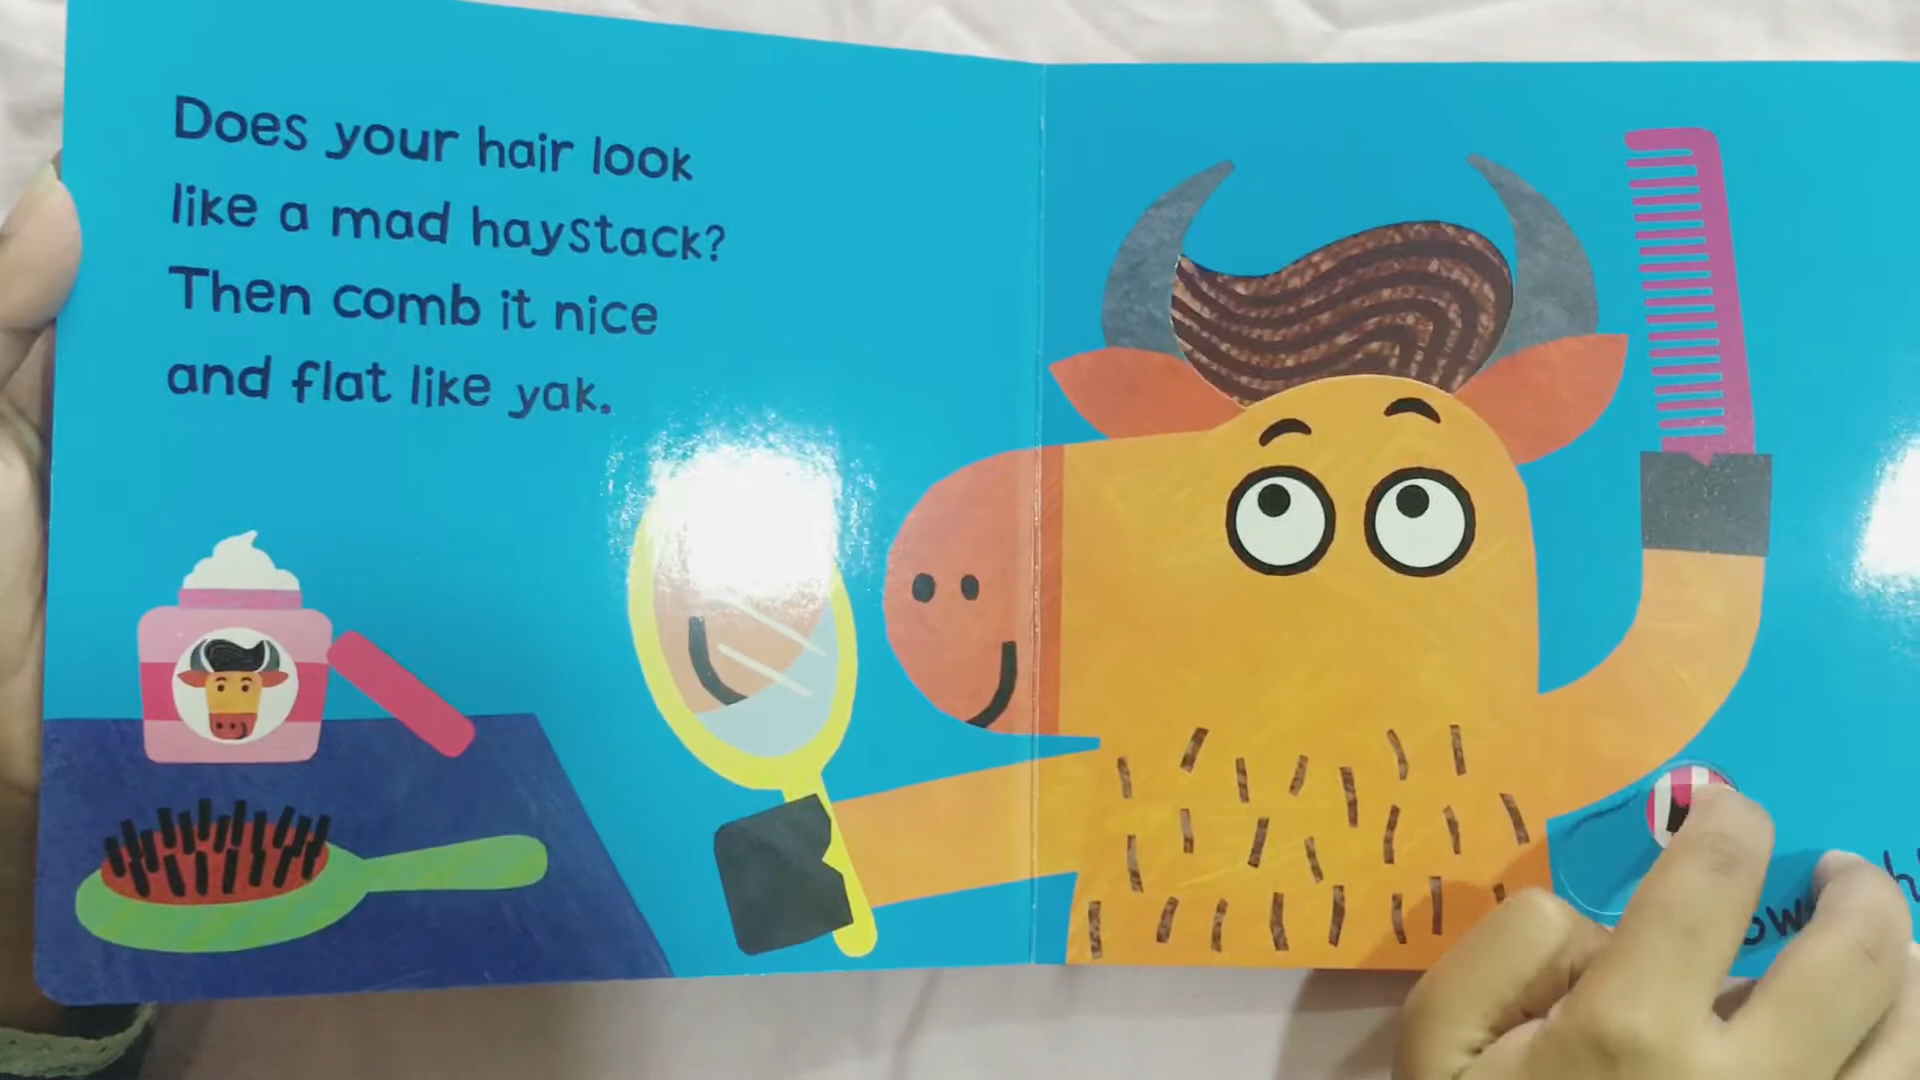 Does your hair look
like a mad haystack?
Then comb it nice
and flat like yak.